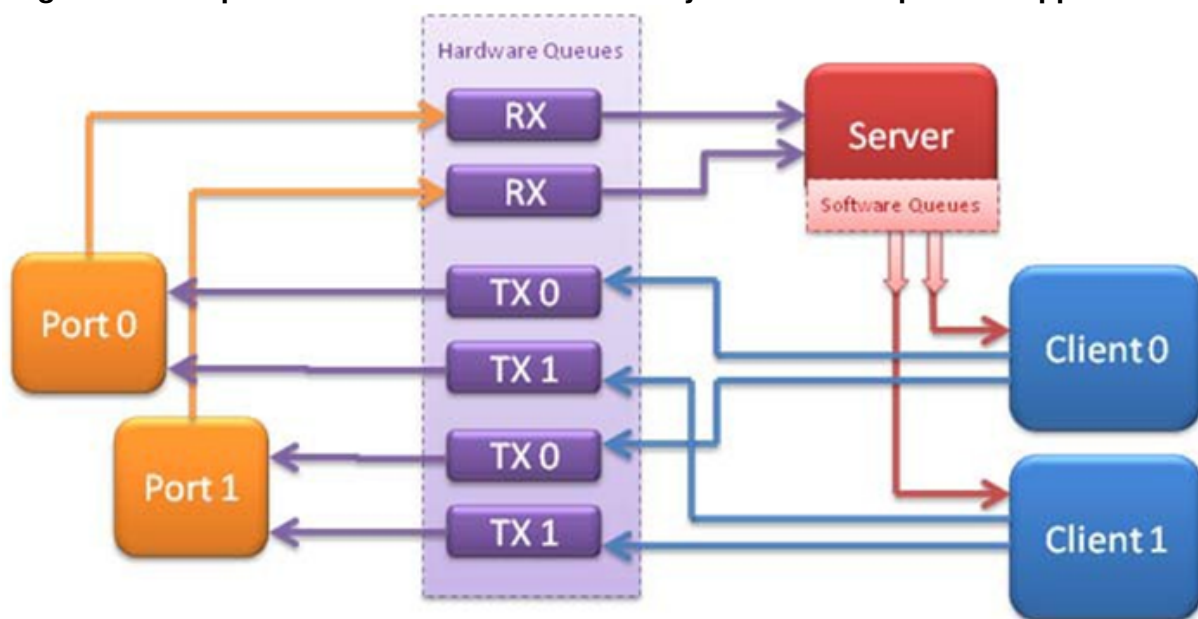 Hardware Queues
RX
Server
RX
Software Queues
TX 0
Port 0
Client 0
TX 1
TX 0
Port 1
TX 1
Client 1